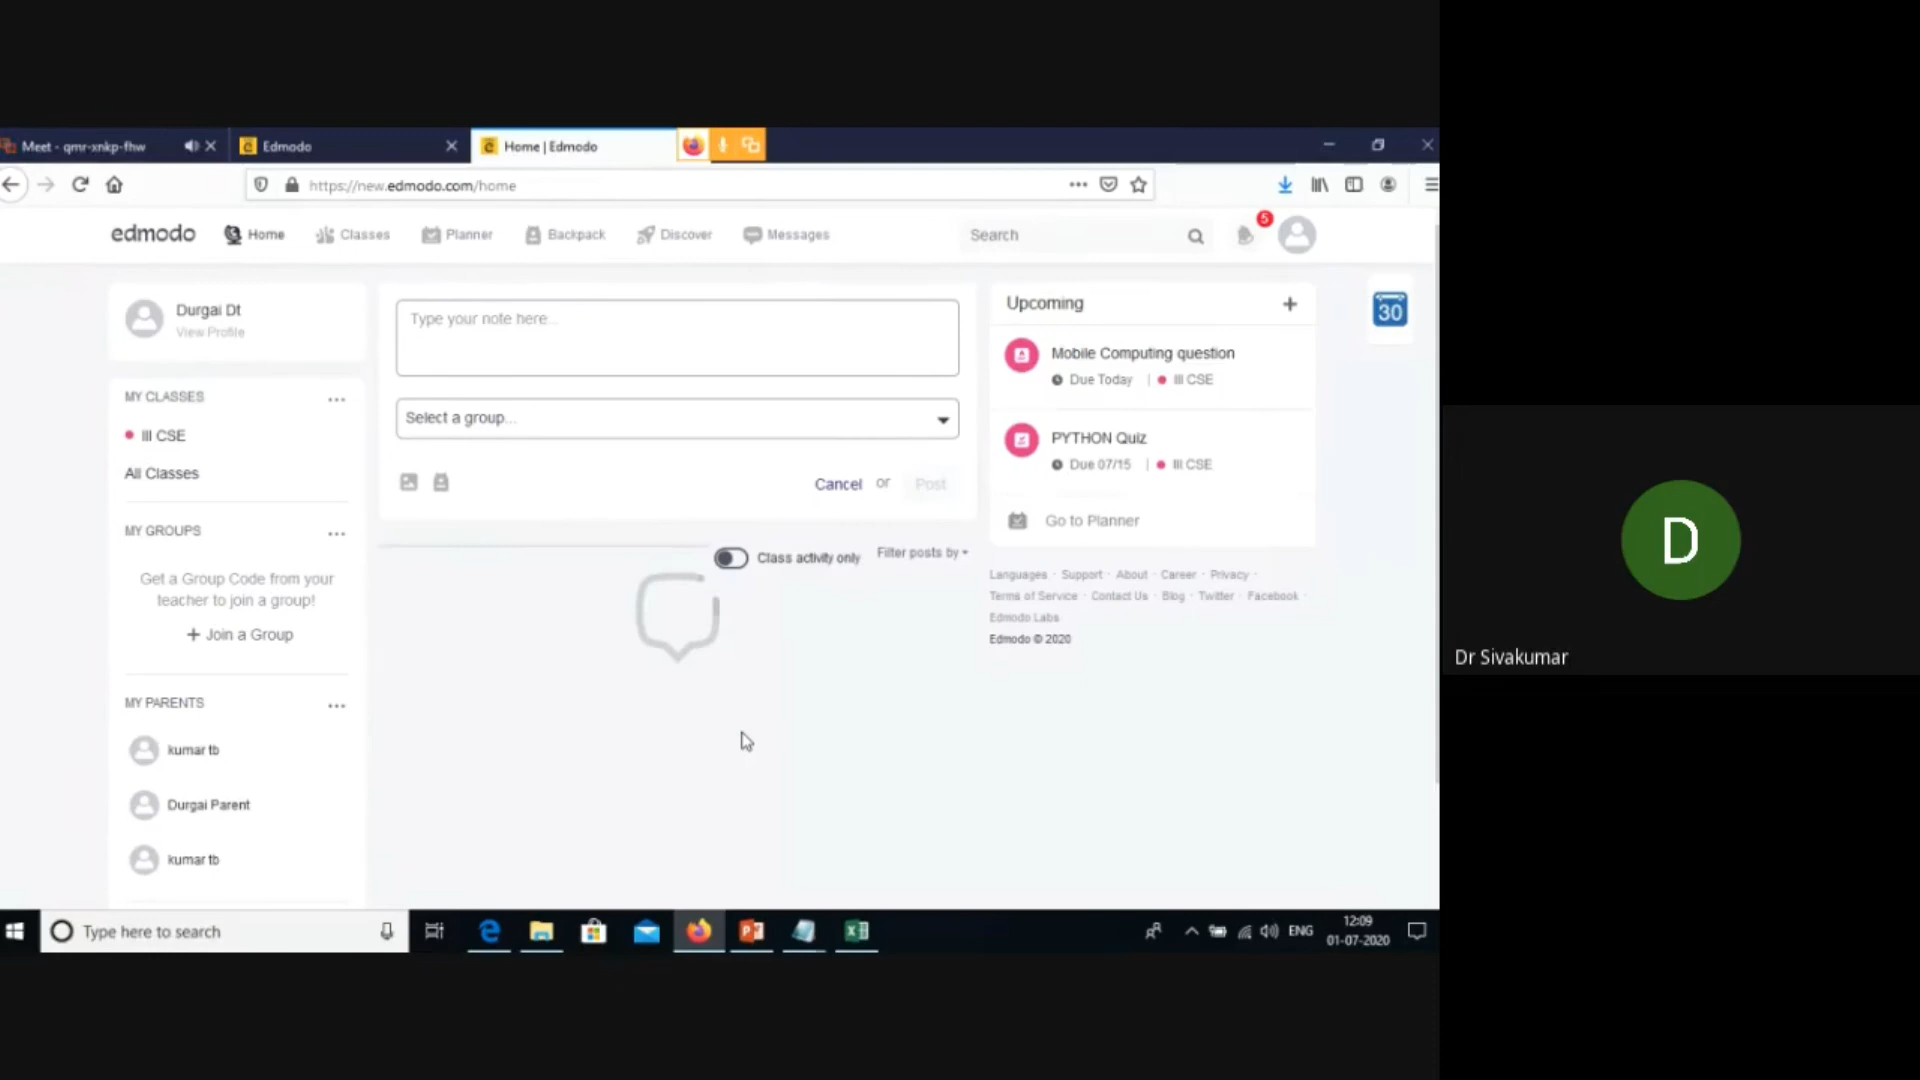 Meet - qmr-xnkp-fhw
Edmodo
Home | Edmodo
https://new.edmodo.com/home
edmodo
Home
Classes
Planner
Backpack
Discover
Messages
Search
5
Durgai Dt
View Profile
MY CLASSES
III CSE
All Classes
MY GROUPS
Get a Group Code from your
teacher to join a group!
+ Join a Group
MY PARENTS
kumar tb
Durgai Parent
kumar tb
Type your note here...
Select a group...
Cancel or Post
Class activity only
Filter posts by
Upcoming
30
Mobile Computing question
Due Today | III CSE
PYTHON Quiz
Due 07/15 | III CSE
Go to Planner
Languages · Support · About · Career · Privacy ·
Terms of Service · Contact Us · Blog · Twitter · Facebook ·
Edmodo Labs
Edmodo © 2020
D
Dr Sivakumar
Type here to search
ENG
12:09
01-07-2020